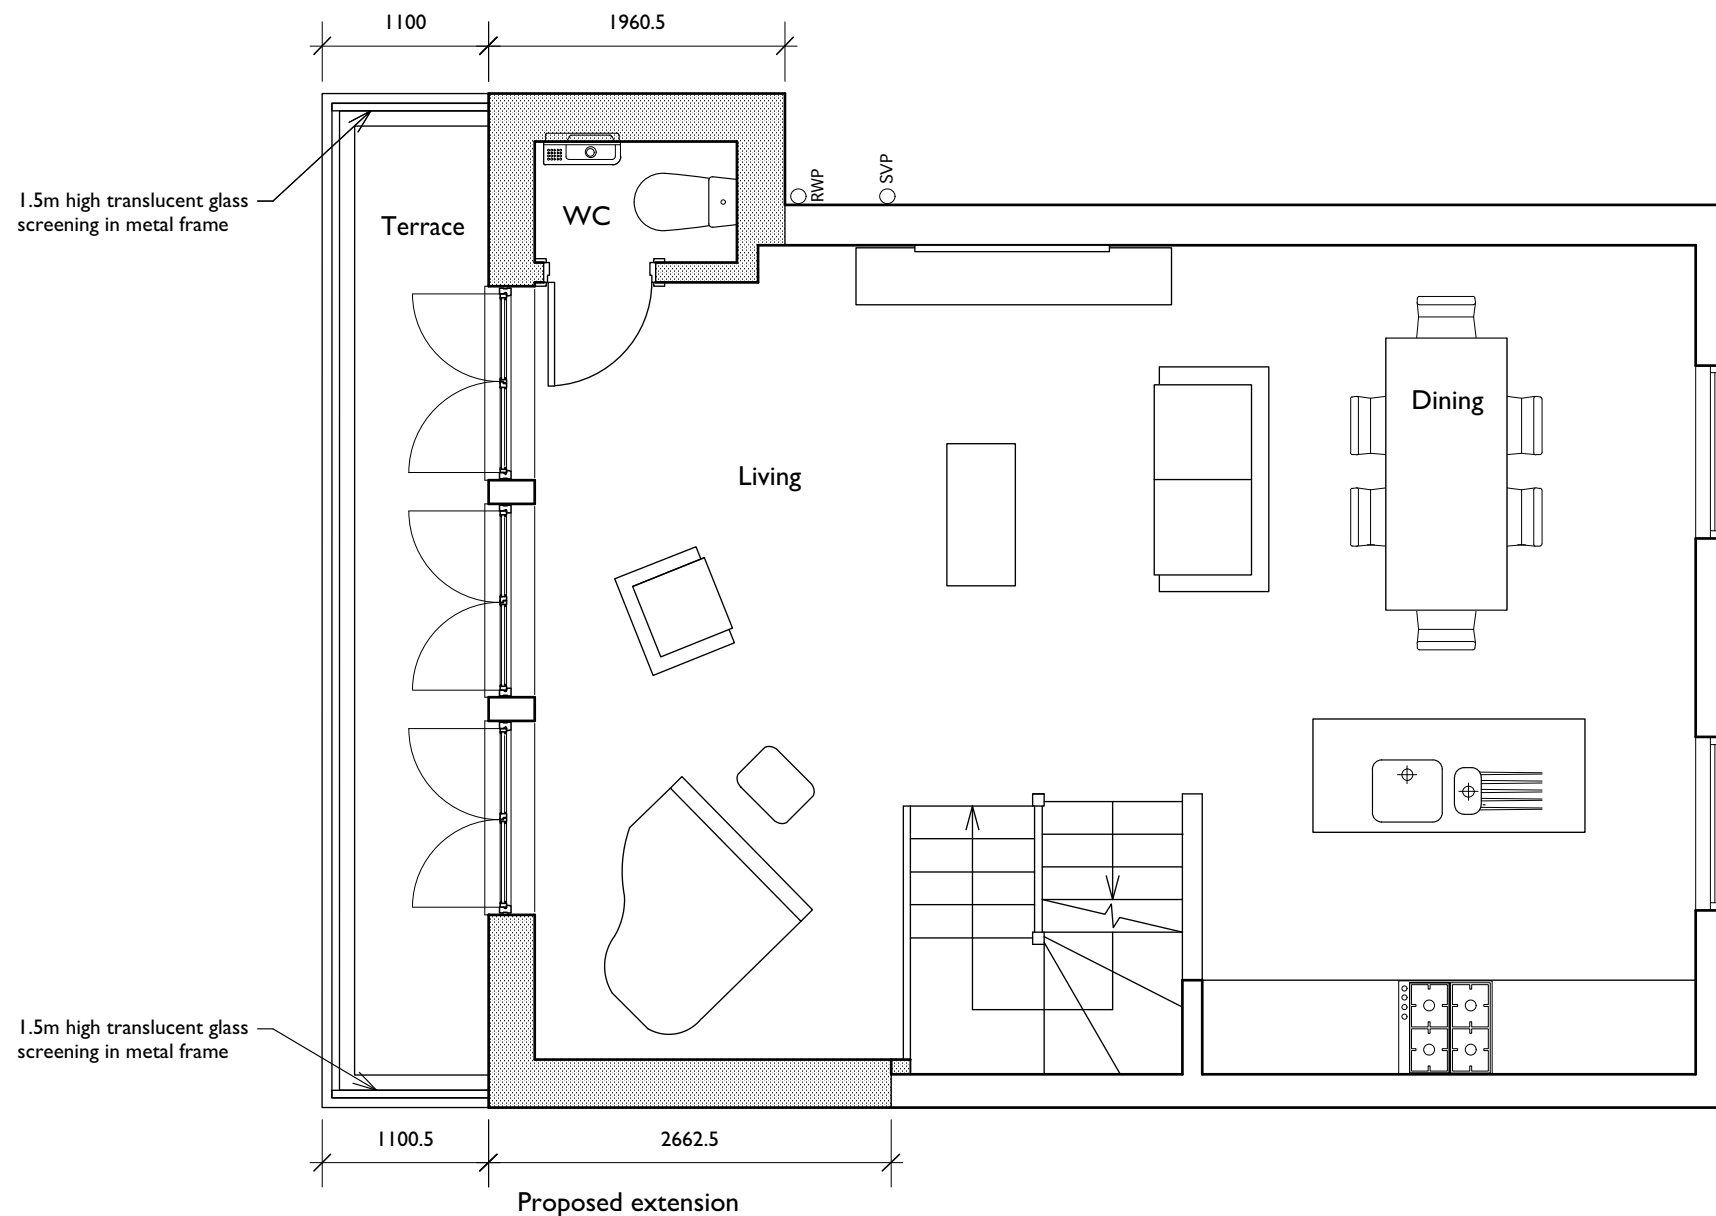 1100
1960.5
RWP
SVP
1.5m high translucent glass
screening in metal frame
Terrace
WC
Dining
Living
1.5m high translucent glass
screening in metal frame
1100.5
2662.5
Proposed extension